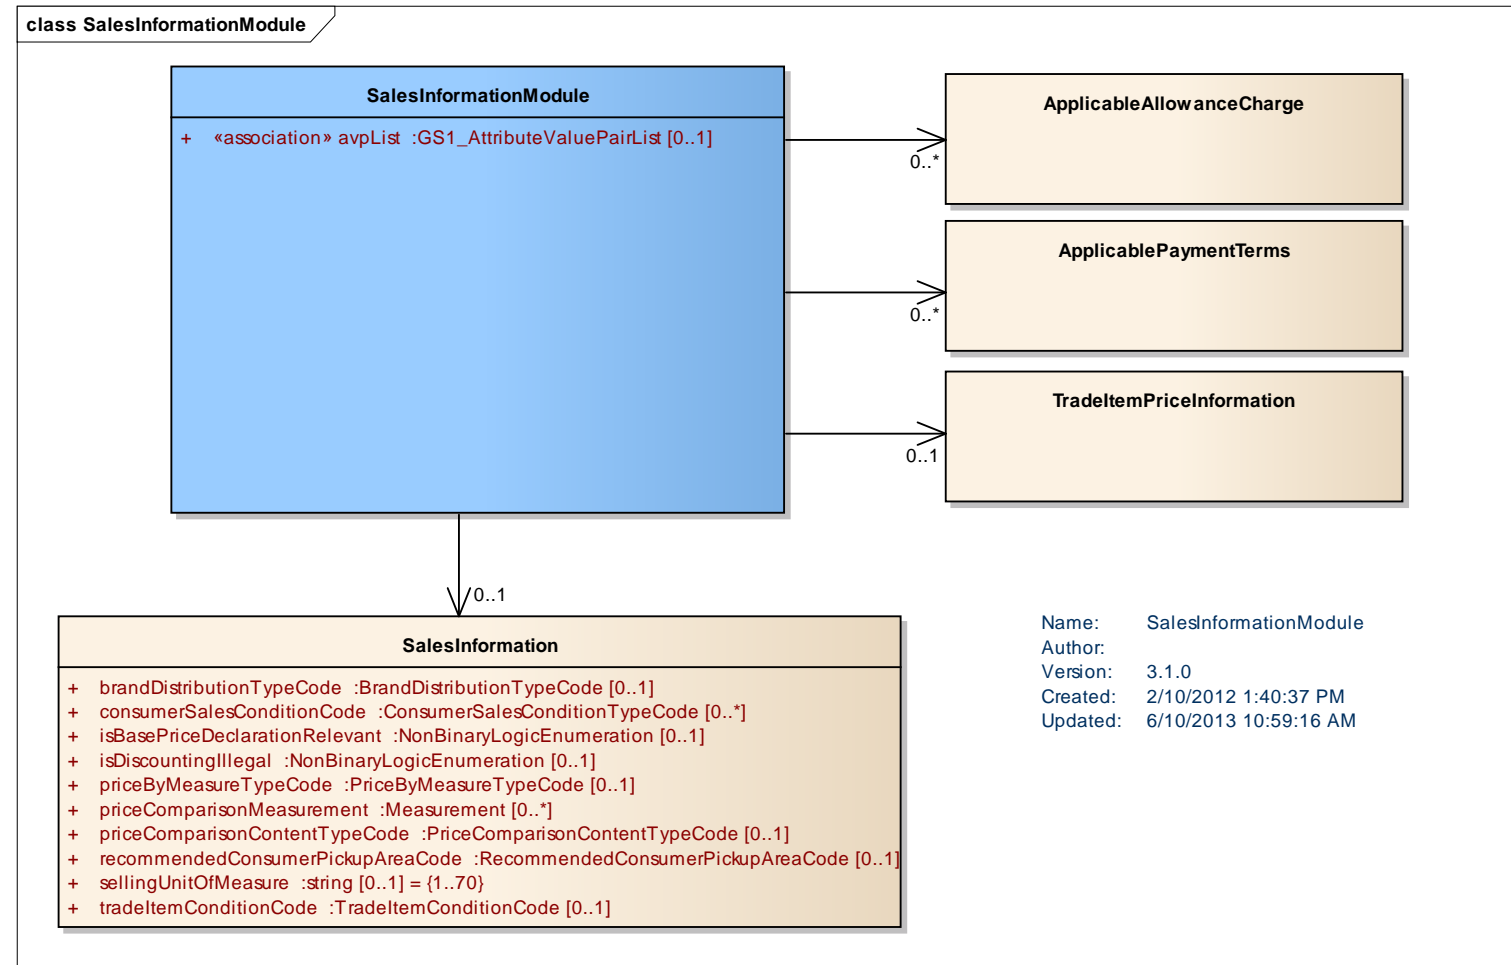 class SalesInformationModule
SalesInformationModule
+ «association» avpList :GS1_AttributeValuePairList [0..1]
ApplicableAllowanceCharge
0..*
ApplicablePaymentTerms
0..*
TradeItemPriceInformation
0..1
0..1
SalesInformation
+ brandDistributionTypeCode :BrandDistributionTypeCode [0..1]
+ consumerSalesConditionCode :ConsumerSalesConditionTypeCode [0..*]
+ isBasePriceDeclarationRelevant :NonBinaryLogicEnumeration [0..1]
+ isDiscountingIllegal :NonBinaryLogicEnumeration [0..1]
+ priceByMeasureTypeCode :PriceByMeasureTypeCode [0..1]
+ priceComparisonMeasurement :Measurement [0..*]
+ priceComparisonContentTypeCode :PriceComparisonContentTypeCode [0..1]
+ recommendedConsumerPickupAreaCode :RecommendedConsumerPickupAreaCode [0..1]
+ sellingUnitOfMeasure :string [0..1] = {1..70}
+ tradeItemConditionCode :TradeItemConditionCode [0..1]
Name: SalesInformationModule
Author:
Version: 3.1.0
Created: 2/10/2012 1:40:37 PM
Updated: 6/10/2013 10:59:16 AM